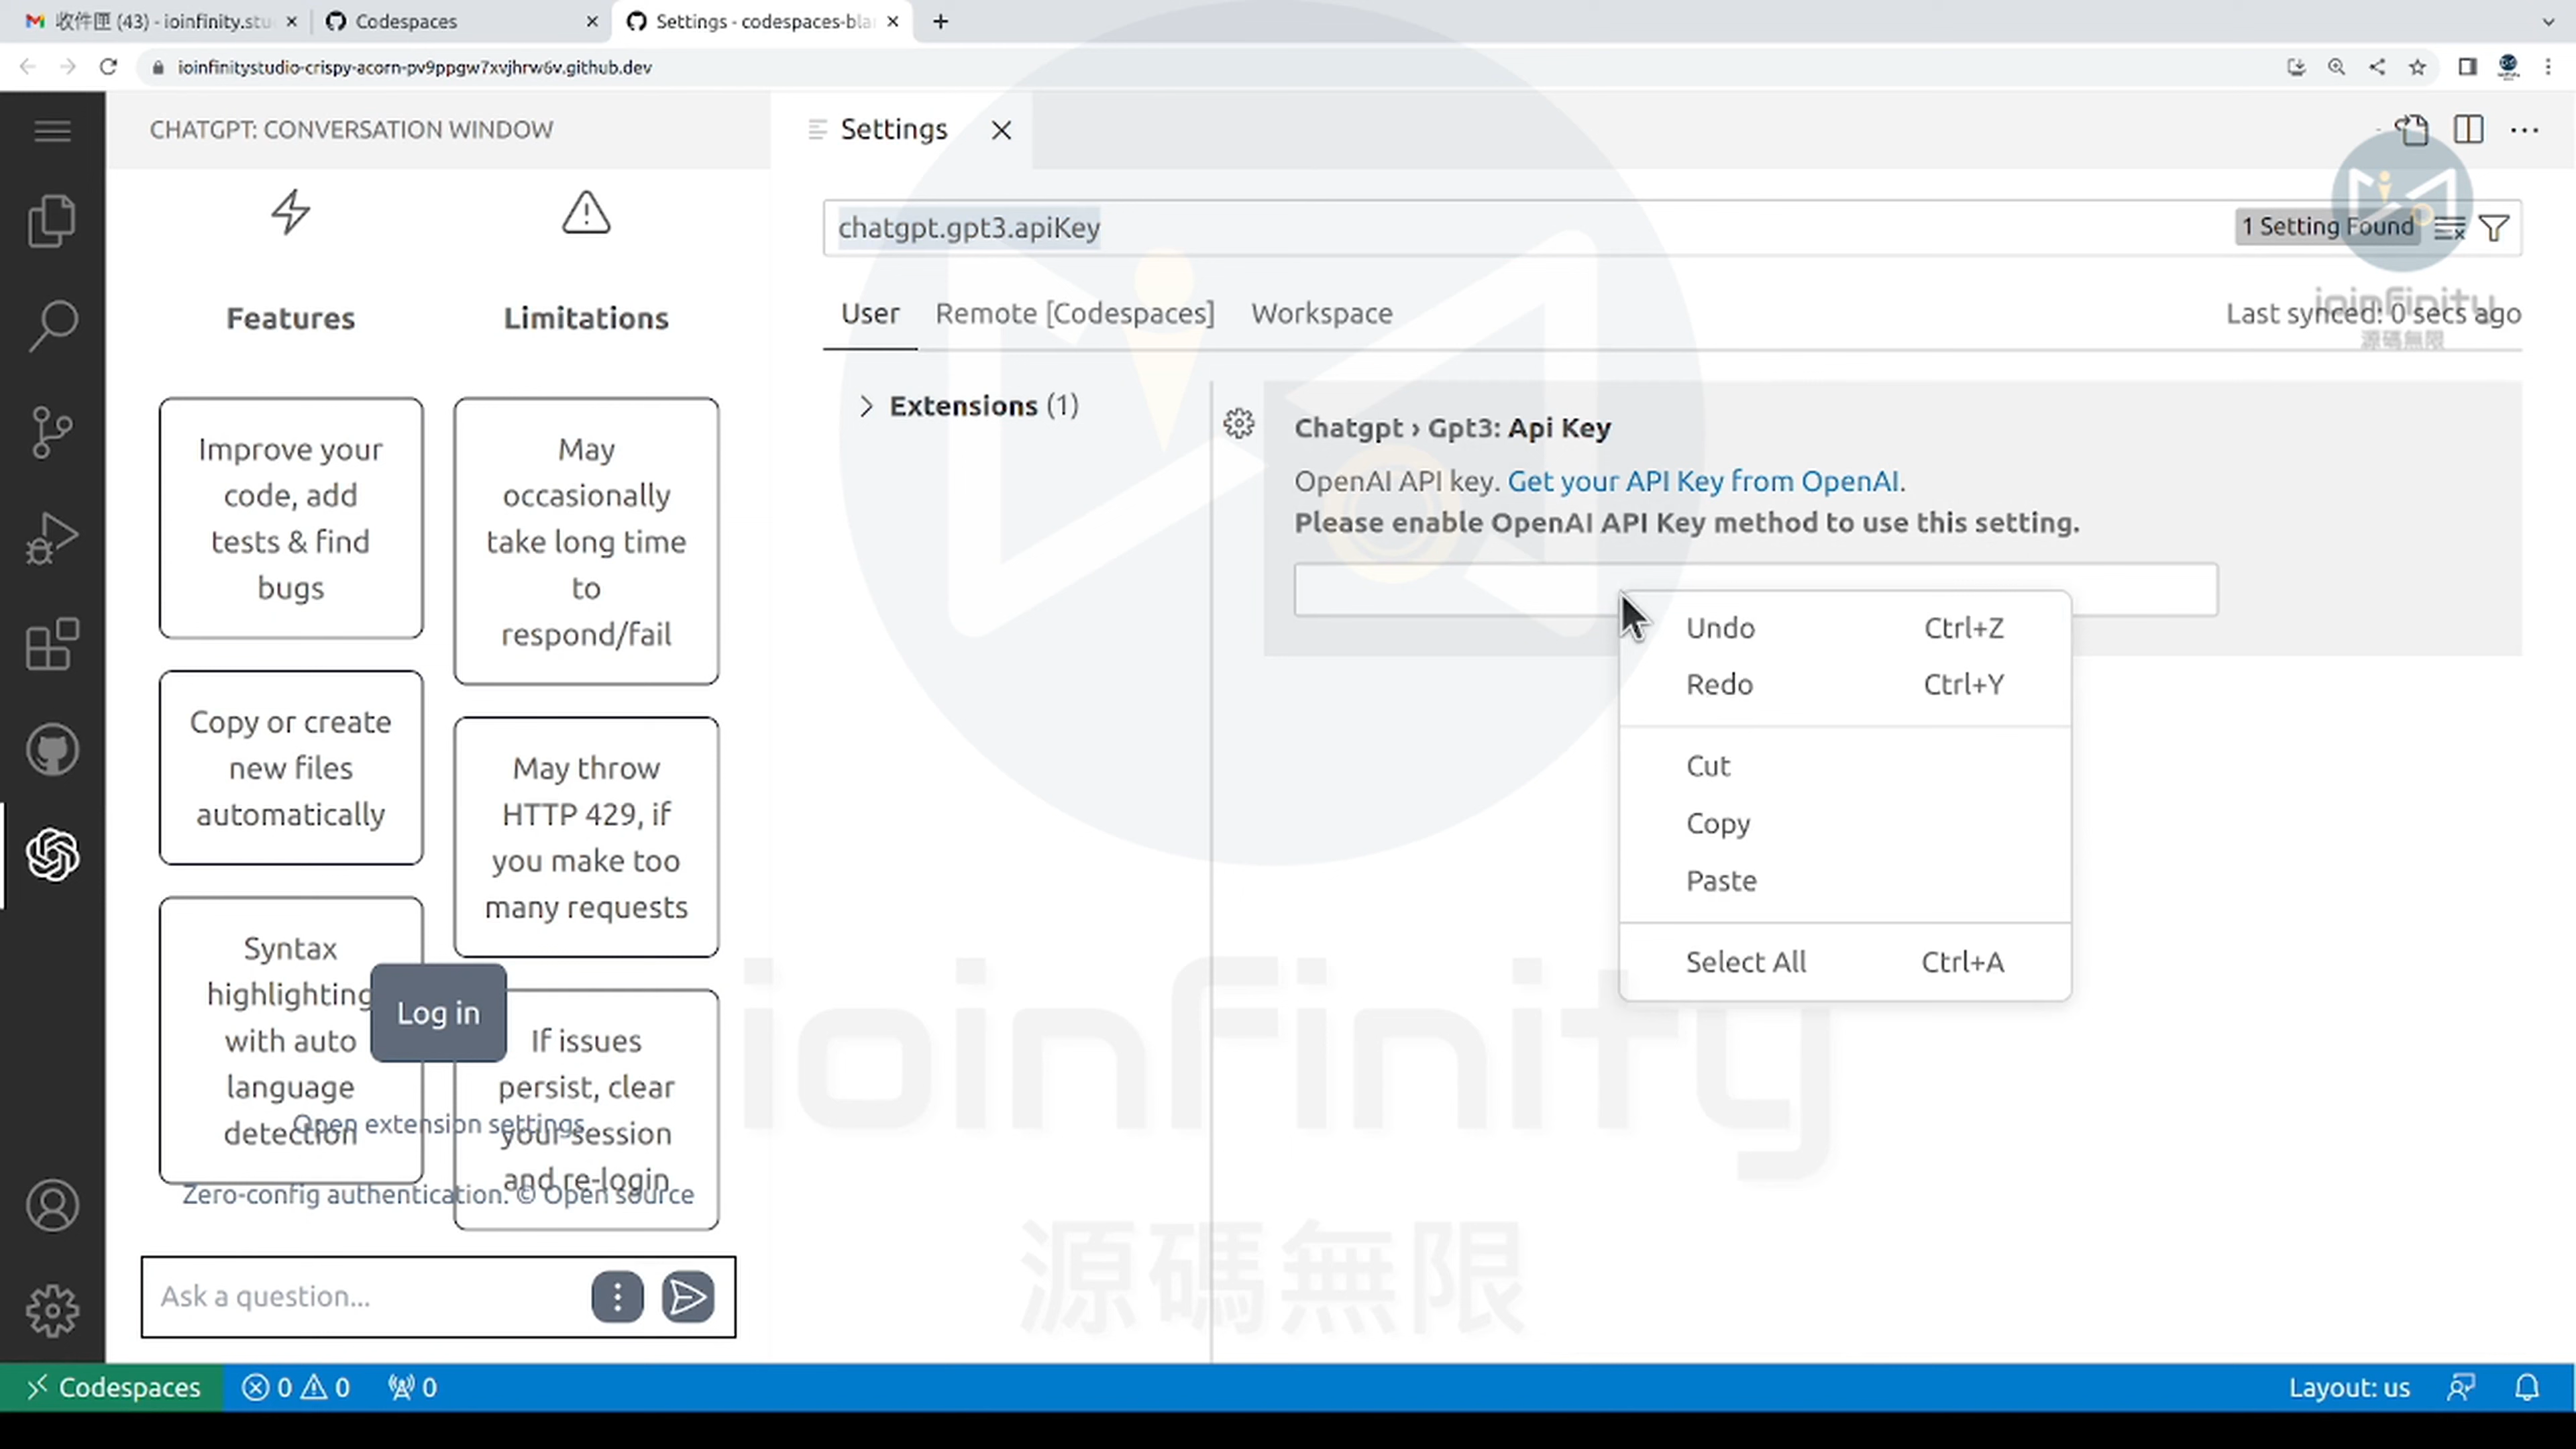 收件匣 (43) - ioinfinity.stu
Codespaces
Settings - codespaces-bla
ioinfinitystudio-crispy-acorn-pv9ppgw7xvjhrw6v.github.dev
CHATGPT: CONVERSATION WINDOW
Features
Improve your
code, add
tests & find
bugs
Copy or create
new files
automatically
Syntax
highlighting
with auto
language
detection
Limitations
May
occasionally
take long time
to
respond/fail
May throw
HTTP 429, if
you make too
many requests
If issues
persist, clear
your session
and re-login
Log in
Open extension settings
Zero-config authentication. © Open source
Ask a question...
Settings
chatgpt.gpt3.apiKey
1 Setting Found
User
Remote [Codespaces]
Workspace
Last synced: 0 secs ago
ioinfinity
源碼無限
Extensions (1)
Chatgpt › Gpt3: Api Key
OpenAI API key. Get your API Key from OpenAI.
Please enable OpenAI API Key method to use this setting.
Undo Ctrl+Z
Redo Ctrl+Y
Cut
Copy
Paste
Select All Ctrl+A
ioinfinity
源碼無限
Codespaces
0
0
0
Layout: us